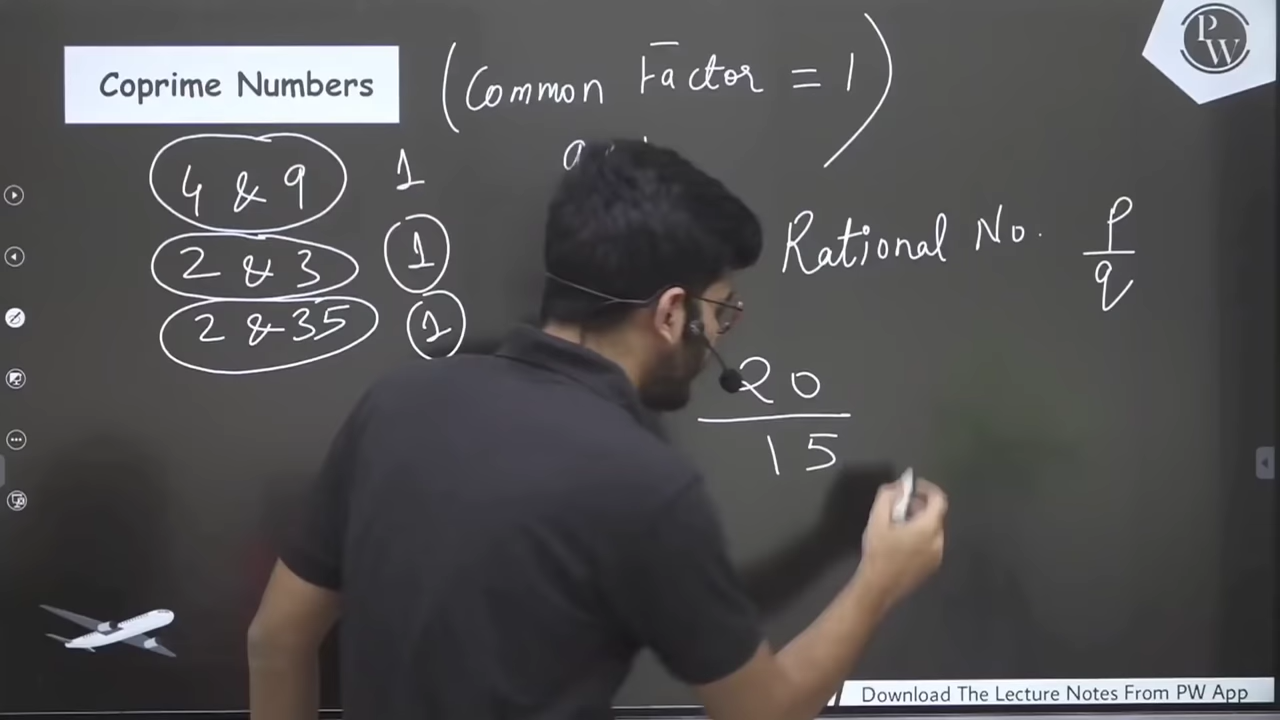 Coprime Numbers (Common Factor = 1)
4 & 9 1
2 & 3 1
2 & 35 1
Rational No. p/q
20
15
PW
Download The Lecture Notes From PW App